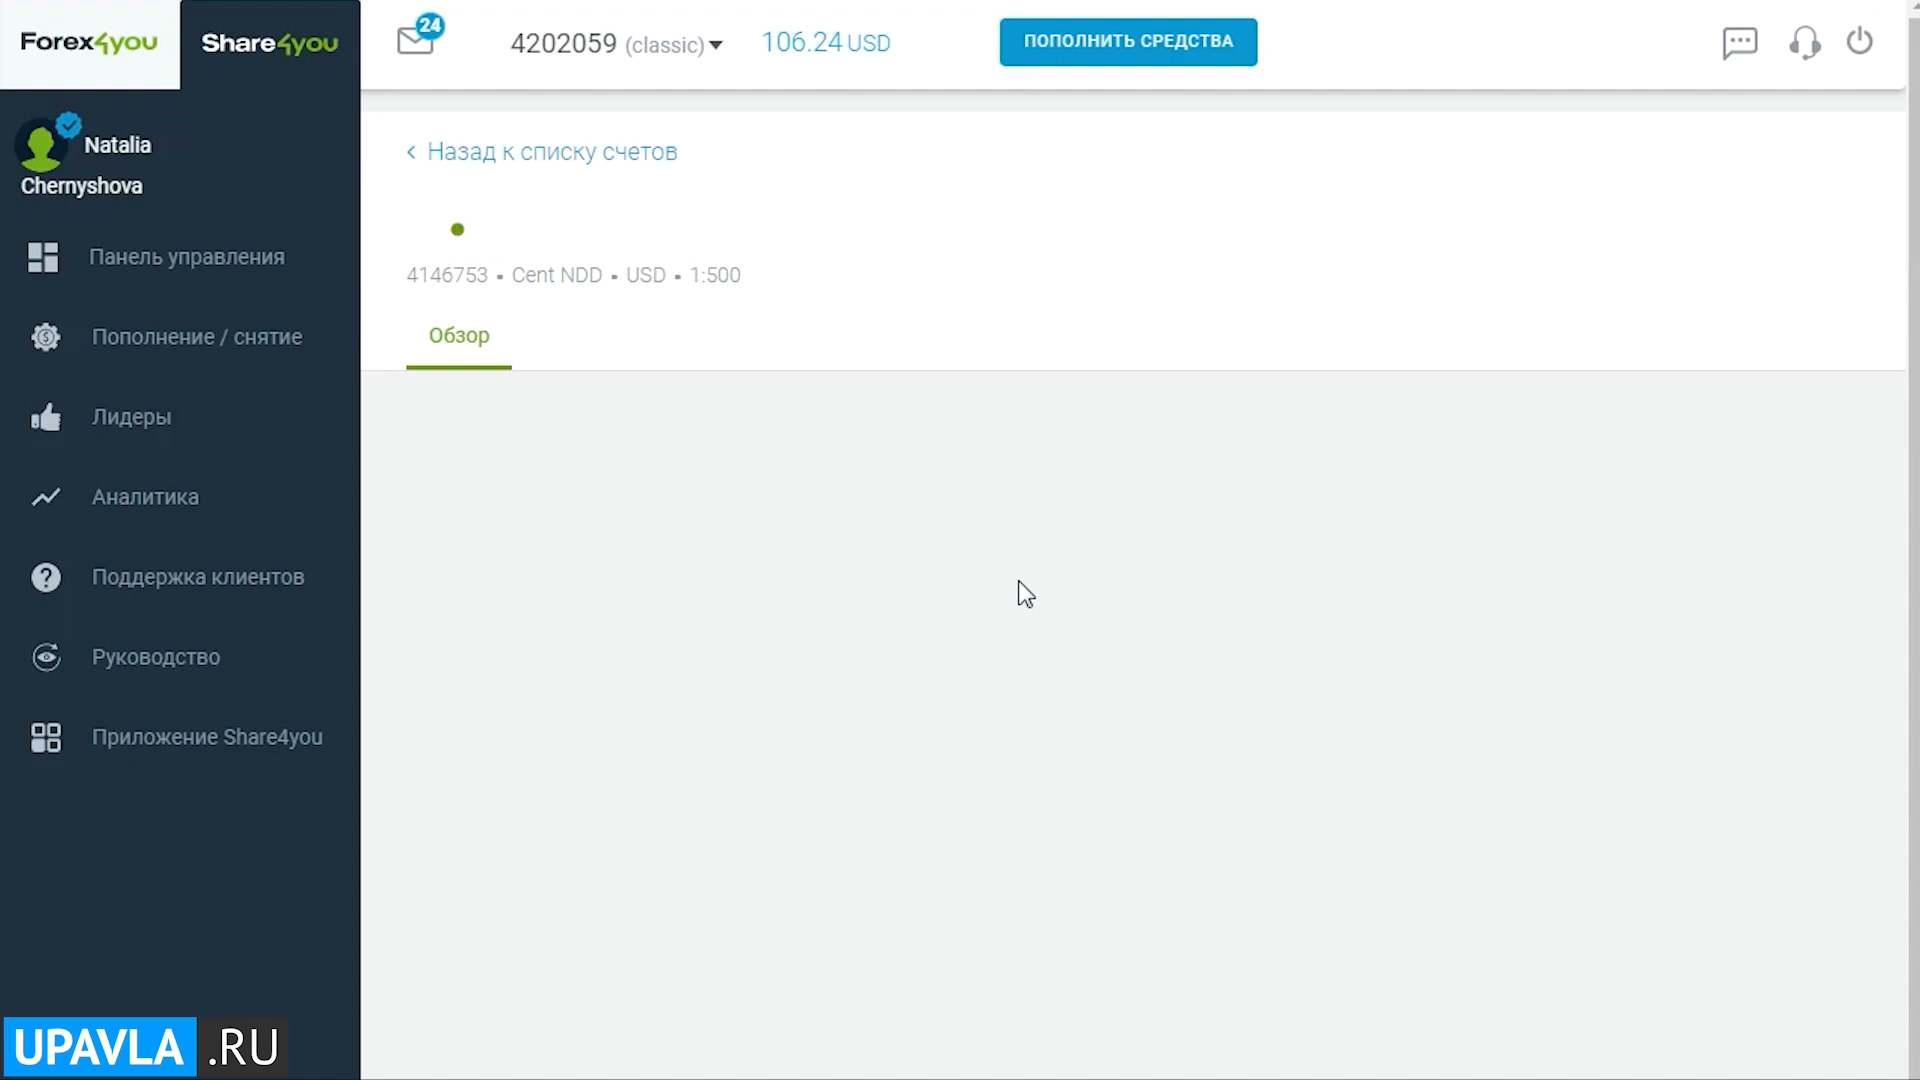 Forex4you
Share4you
24
4202059 (classic)
106.24 USD
ПОПОЛНИТЬ СРЕДСТВА
Natalia
Chernyshova
Панель управления
Пополнение / снятие
Лидеры
Аналитика
Поддержка клиентов
Руководство
Приложение Share4you
Назад к списку счетов
4146753 • Cent NDD • USD • 1:500
Обзор
UPAVLA .RU